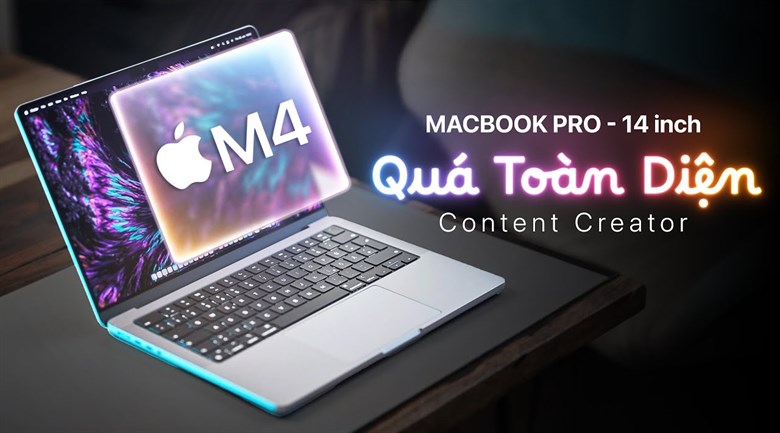 M4
MACBOOK PRO - 14 inch
Quá Toàn Diện
Content Creator